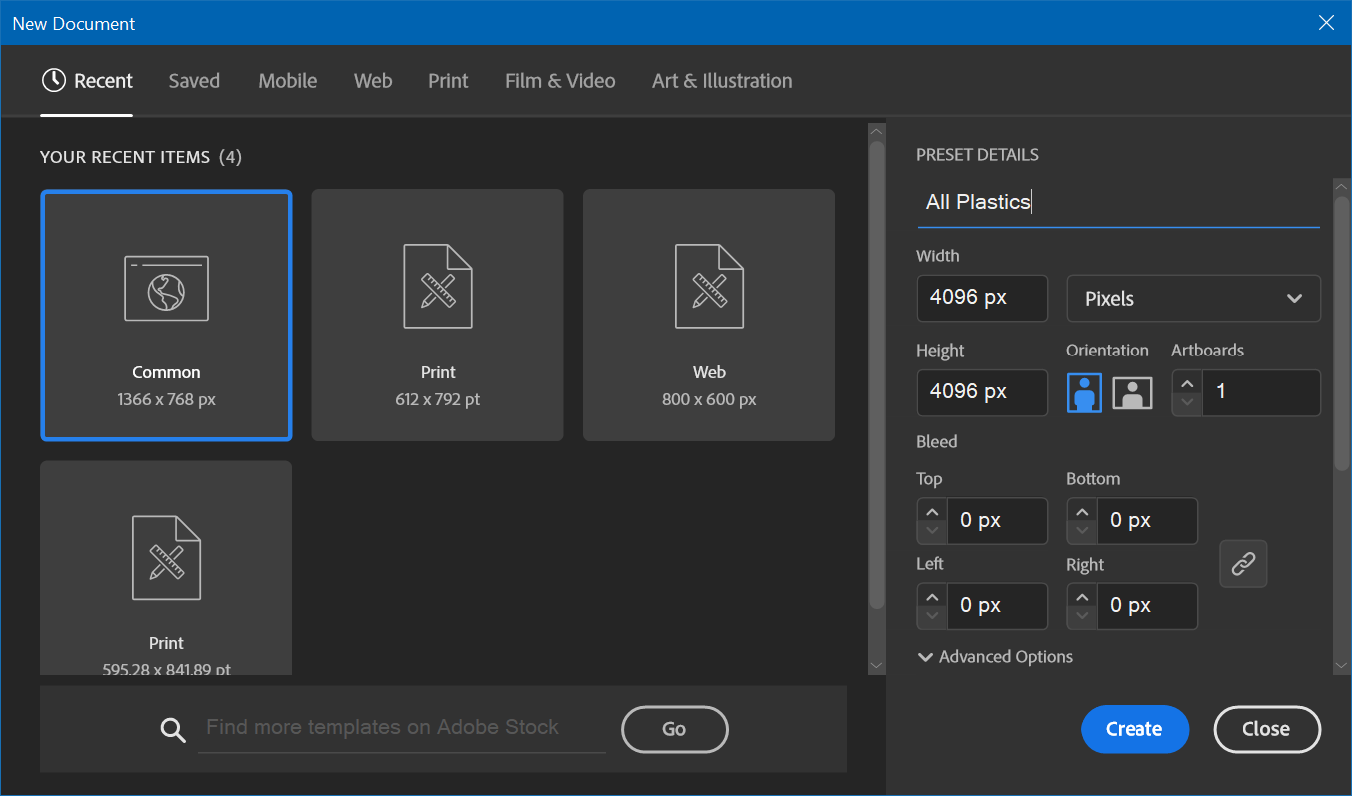 New Document
Recent Saved Mobile Web Print Film & Video Art & Illustration
YOUR RECENT ITEMS (4)
Common
1366 x 768 px
Print
612 x 792 pt
Web
800 x 600 px
Print
595.28 x 841.89 pt
Find more templates on Adobe Stock
Go
PRESET DETAILS
All Plastics
Width
4096 px Pixels
Height Orientation Artboards
4096 px 1
Bleed
Top Bottom
0 px 0 px
Left Right
0 px 0 px
Advanced Options
Create Close